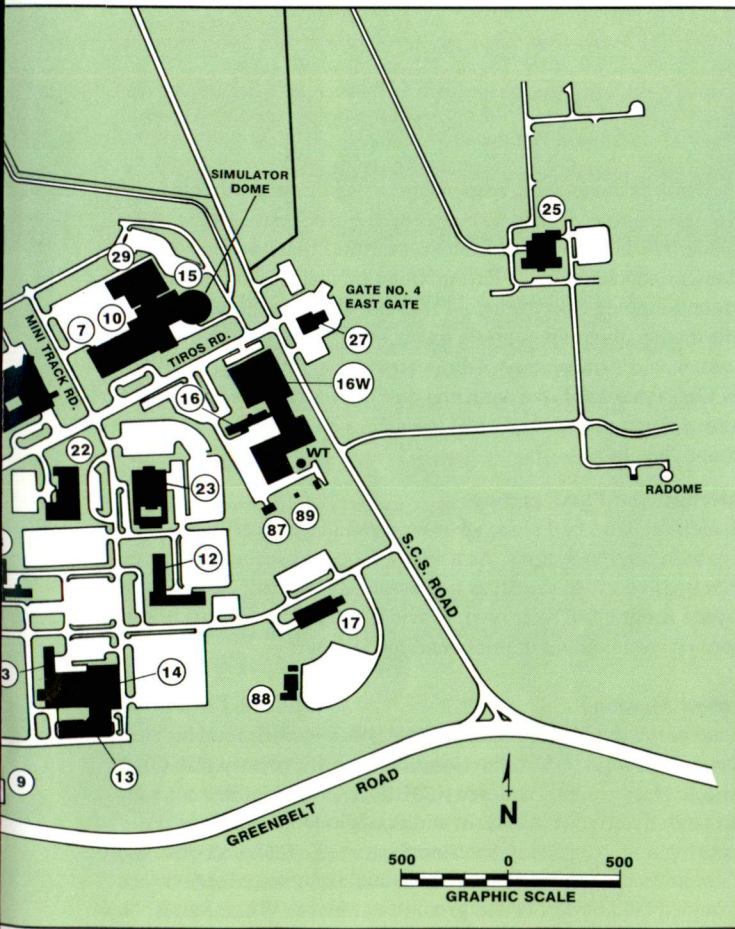 SIMULATOR
DOME
25
29
15
GATE NO. 4
EAST GATE
7
10
27
MINI TRACK RD.
TIROS RD.
16W
16
22
WT
23
RADOME
87
89
S.C.S. ROAD
12
17
3
14
88
13
9
GREENBELT ROAD
N
500 0 500
GRAPHIC SCALE